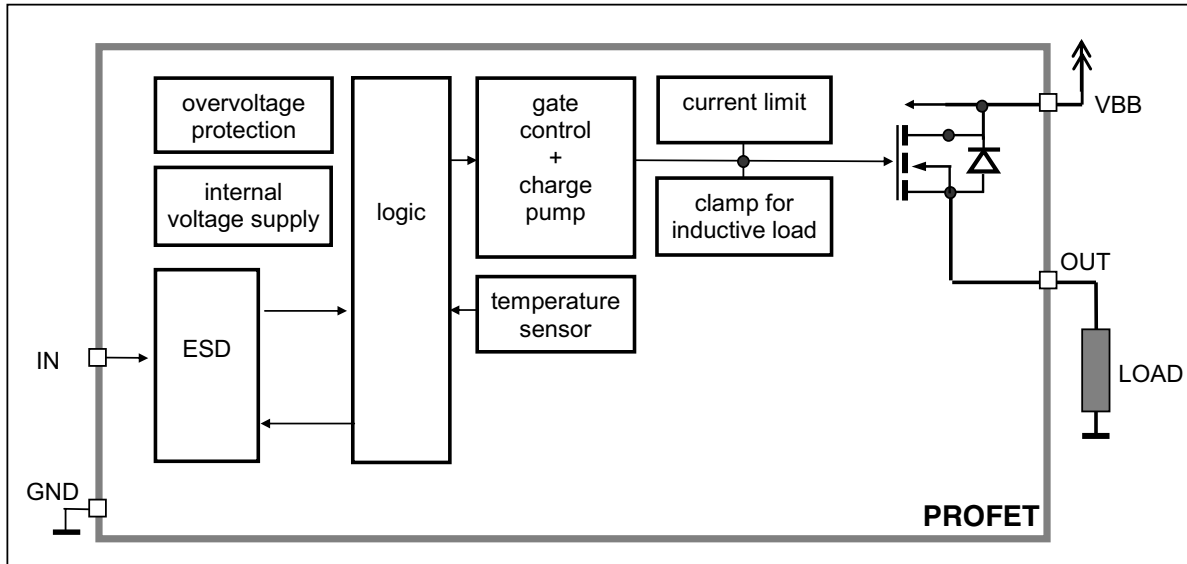 overvoltage
protection
internal
voltage supply
logic
gate
control
+
charge
pump
current limit
clamp for
inductive load
temperature
sensor
ESD
IN
GND
VBB
OUT
LOAD
PROFET